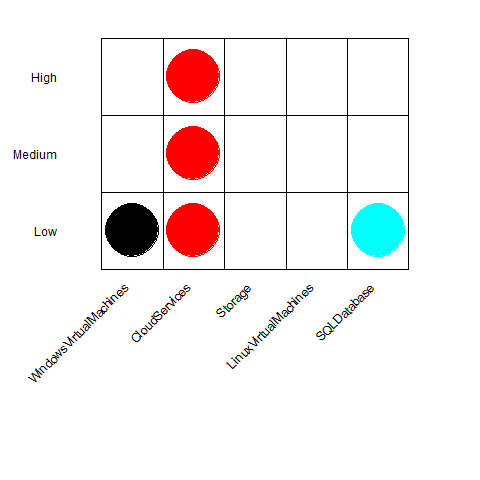 High
Medium
Low
WindowsVirtualMachines
CloudServices
Storage
LinuxVirtualMachines
SQLDatabase